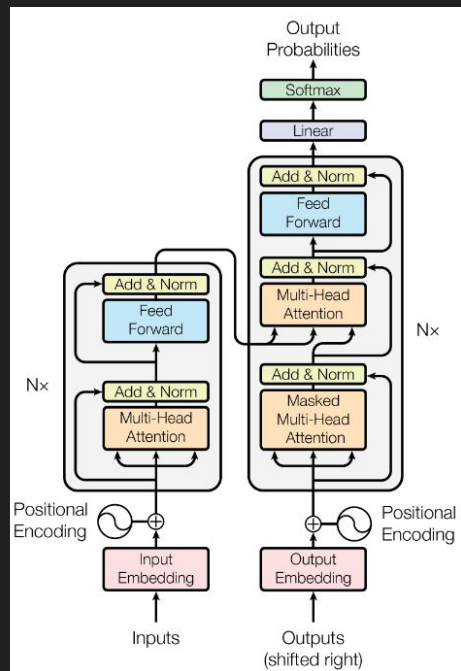 Output
Probabilities
Softmax
Linear
Add & Norm
Feed
Forward
Add & Norm
Multi-Head
Attention
Add & Norm
Masked
Multi-Head
Attention
Nx
Add & Norm
Feed
Forward
Add & Norm
Multi-Head
Attention
Nx
Positional
Encoding
Positional
Encoding
Input
Embedding
Output
Embedding
Inputs
Outputs
(shifted right)